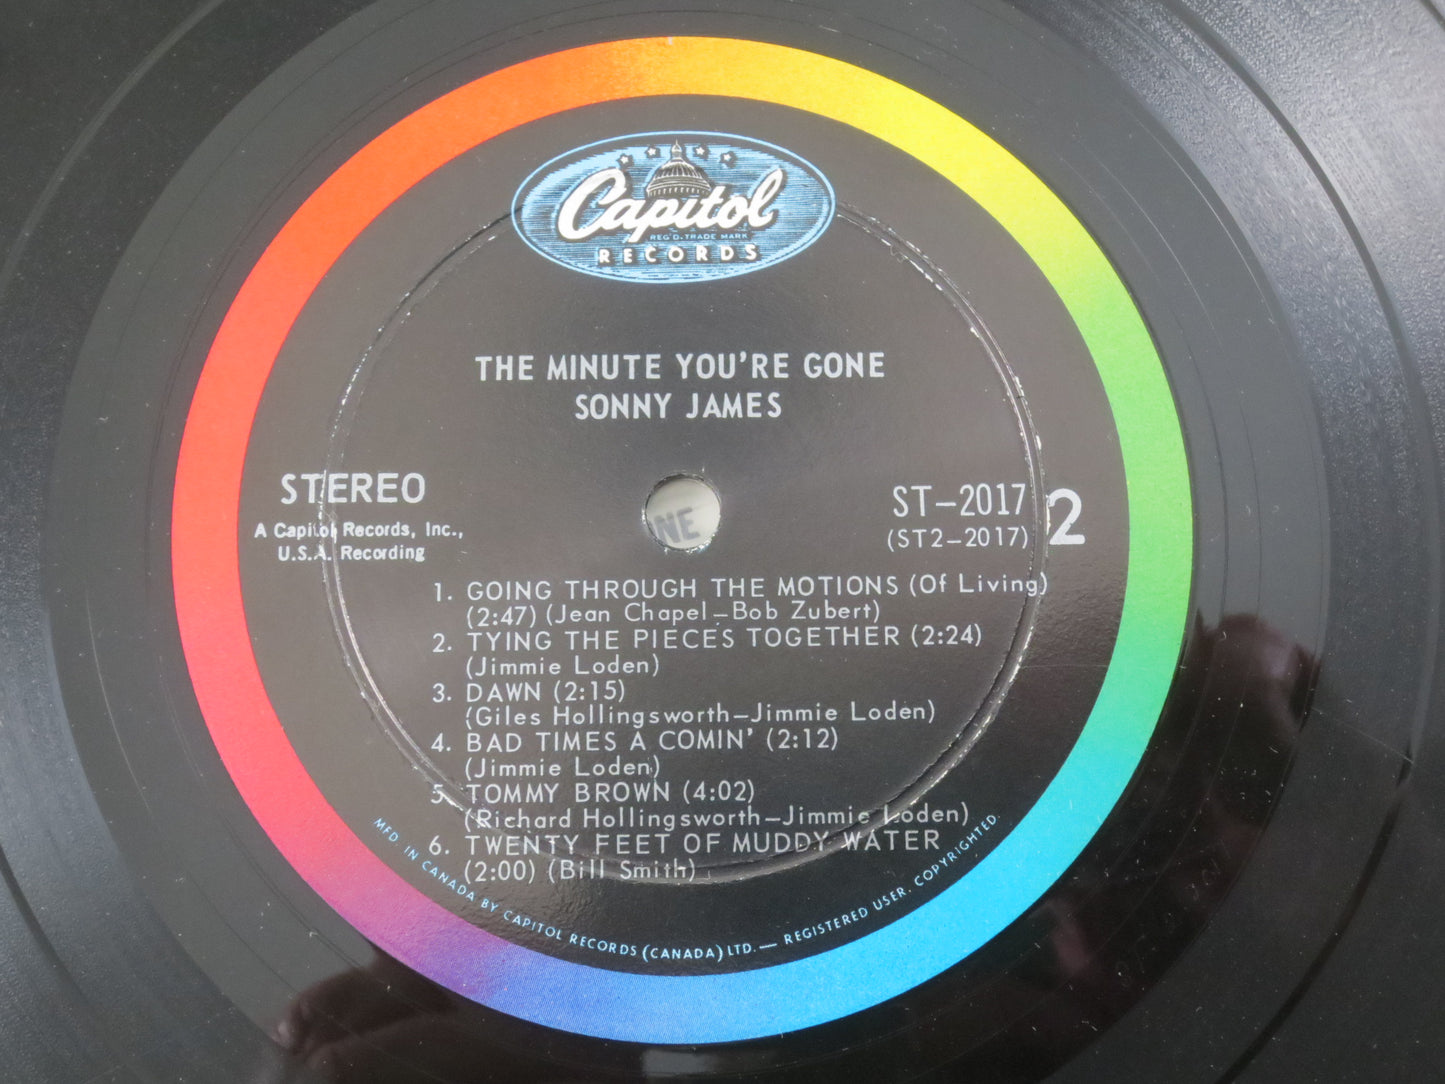 Capitol
REG'D. TRADE MARK
RECORDS
THE MINUTE YOU'RE GONE
SONNY JAMES
STEREO
A Capitol Records, Inc.,
U.S.A. Recording
ST-2017
(ST2-2017)
2
NE
1. GOING THROUGH THE MOTIONS (Of Living)
(2:47) (Jean Chapel-Bob Zubert)
2. TYING THE PIECES TOGETHER (2:24)
(Jimmie Loden)
3. DAWN (2:15)
(Giles Hollingsworth-Jimmie Loden)
4. BAD TIMES A COMIN' (2:12)
(Jimmie Loden)
5. TOMMY BROWN (4:02)
(Richard Hollingsworth-Jimmie Loden)
6. TWENTY FEET OF MUDDY WATER
(2:00) (Bill Smith)
MFD. IN CANADA BY CAPITOL RECORDS (CANADA) LTD. — REGISTERED USER. COPYRIGHTED.